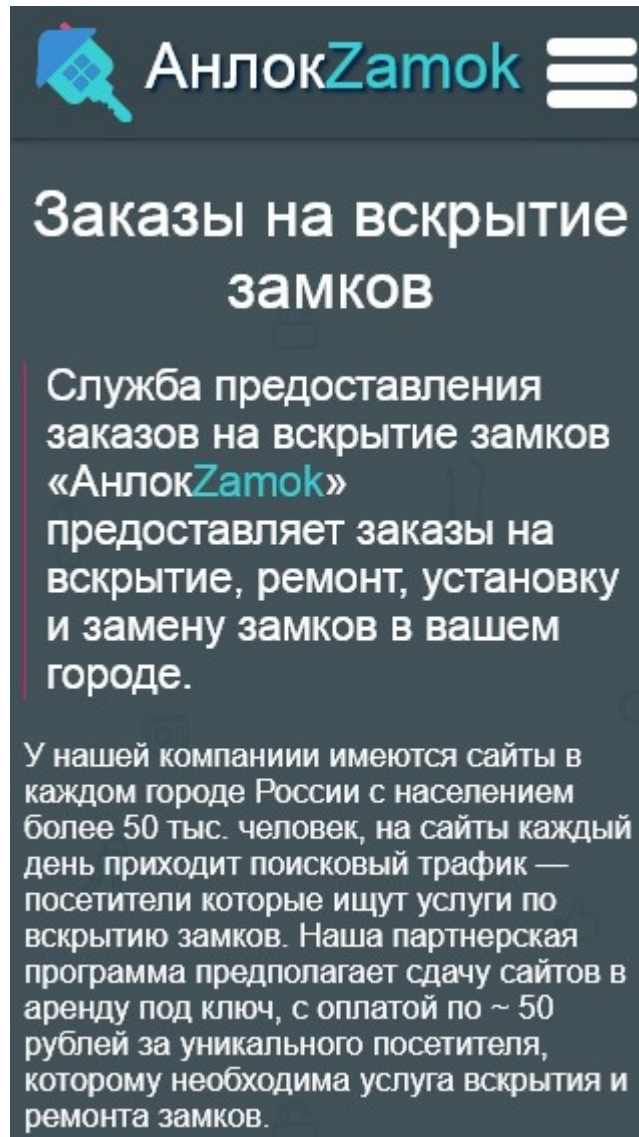 АнлокZamok
Заказы на вскрытие
замков
Служба предоставления
заказов на вскрытие замков
«АнлокZamok»
предоставляет заказы на
вскрытие, ремонт, установку
и замену замков в вашем
городе.
У нашей компаниии имеются сайты в
каждом городе России с населением
более 50 тыс. человек, на сайты каждый
день приходит поисковый трафик —
посетители которые ищут услуги по
вскрытию замков. Наша партнерская
программа предполагает сдачу сайтов в
аренду под ключ, с оплатой по ~ 50
рублей за уникального посетителя,
которому необходима услуга вскрытия и
ремонта замков.